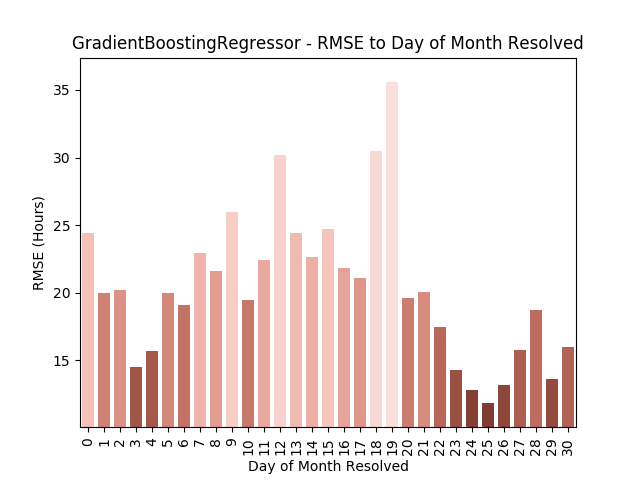 GradientBoostingRegressor - RMSE to Day of Month Resolved
35
30
25
20
15
RMSE (Hours)
0 1 2 3 4 5 6 7 8 9 10 11 12 13 14 15 16 17 18 19 20 21 22 23 24 25 26 27 28 29 30
Day of Month Resolved